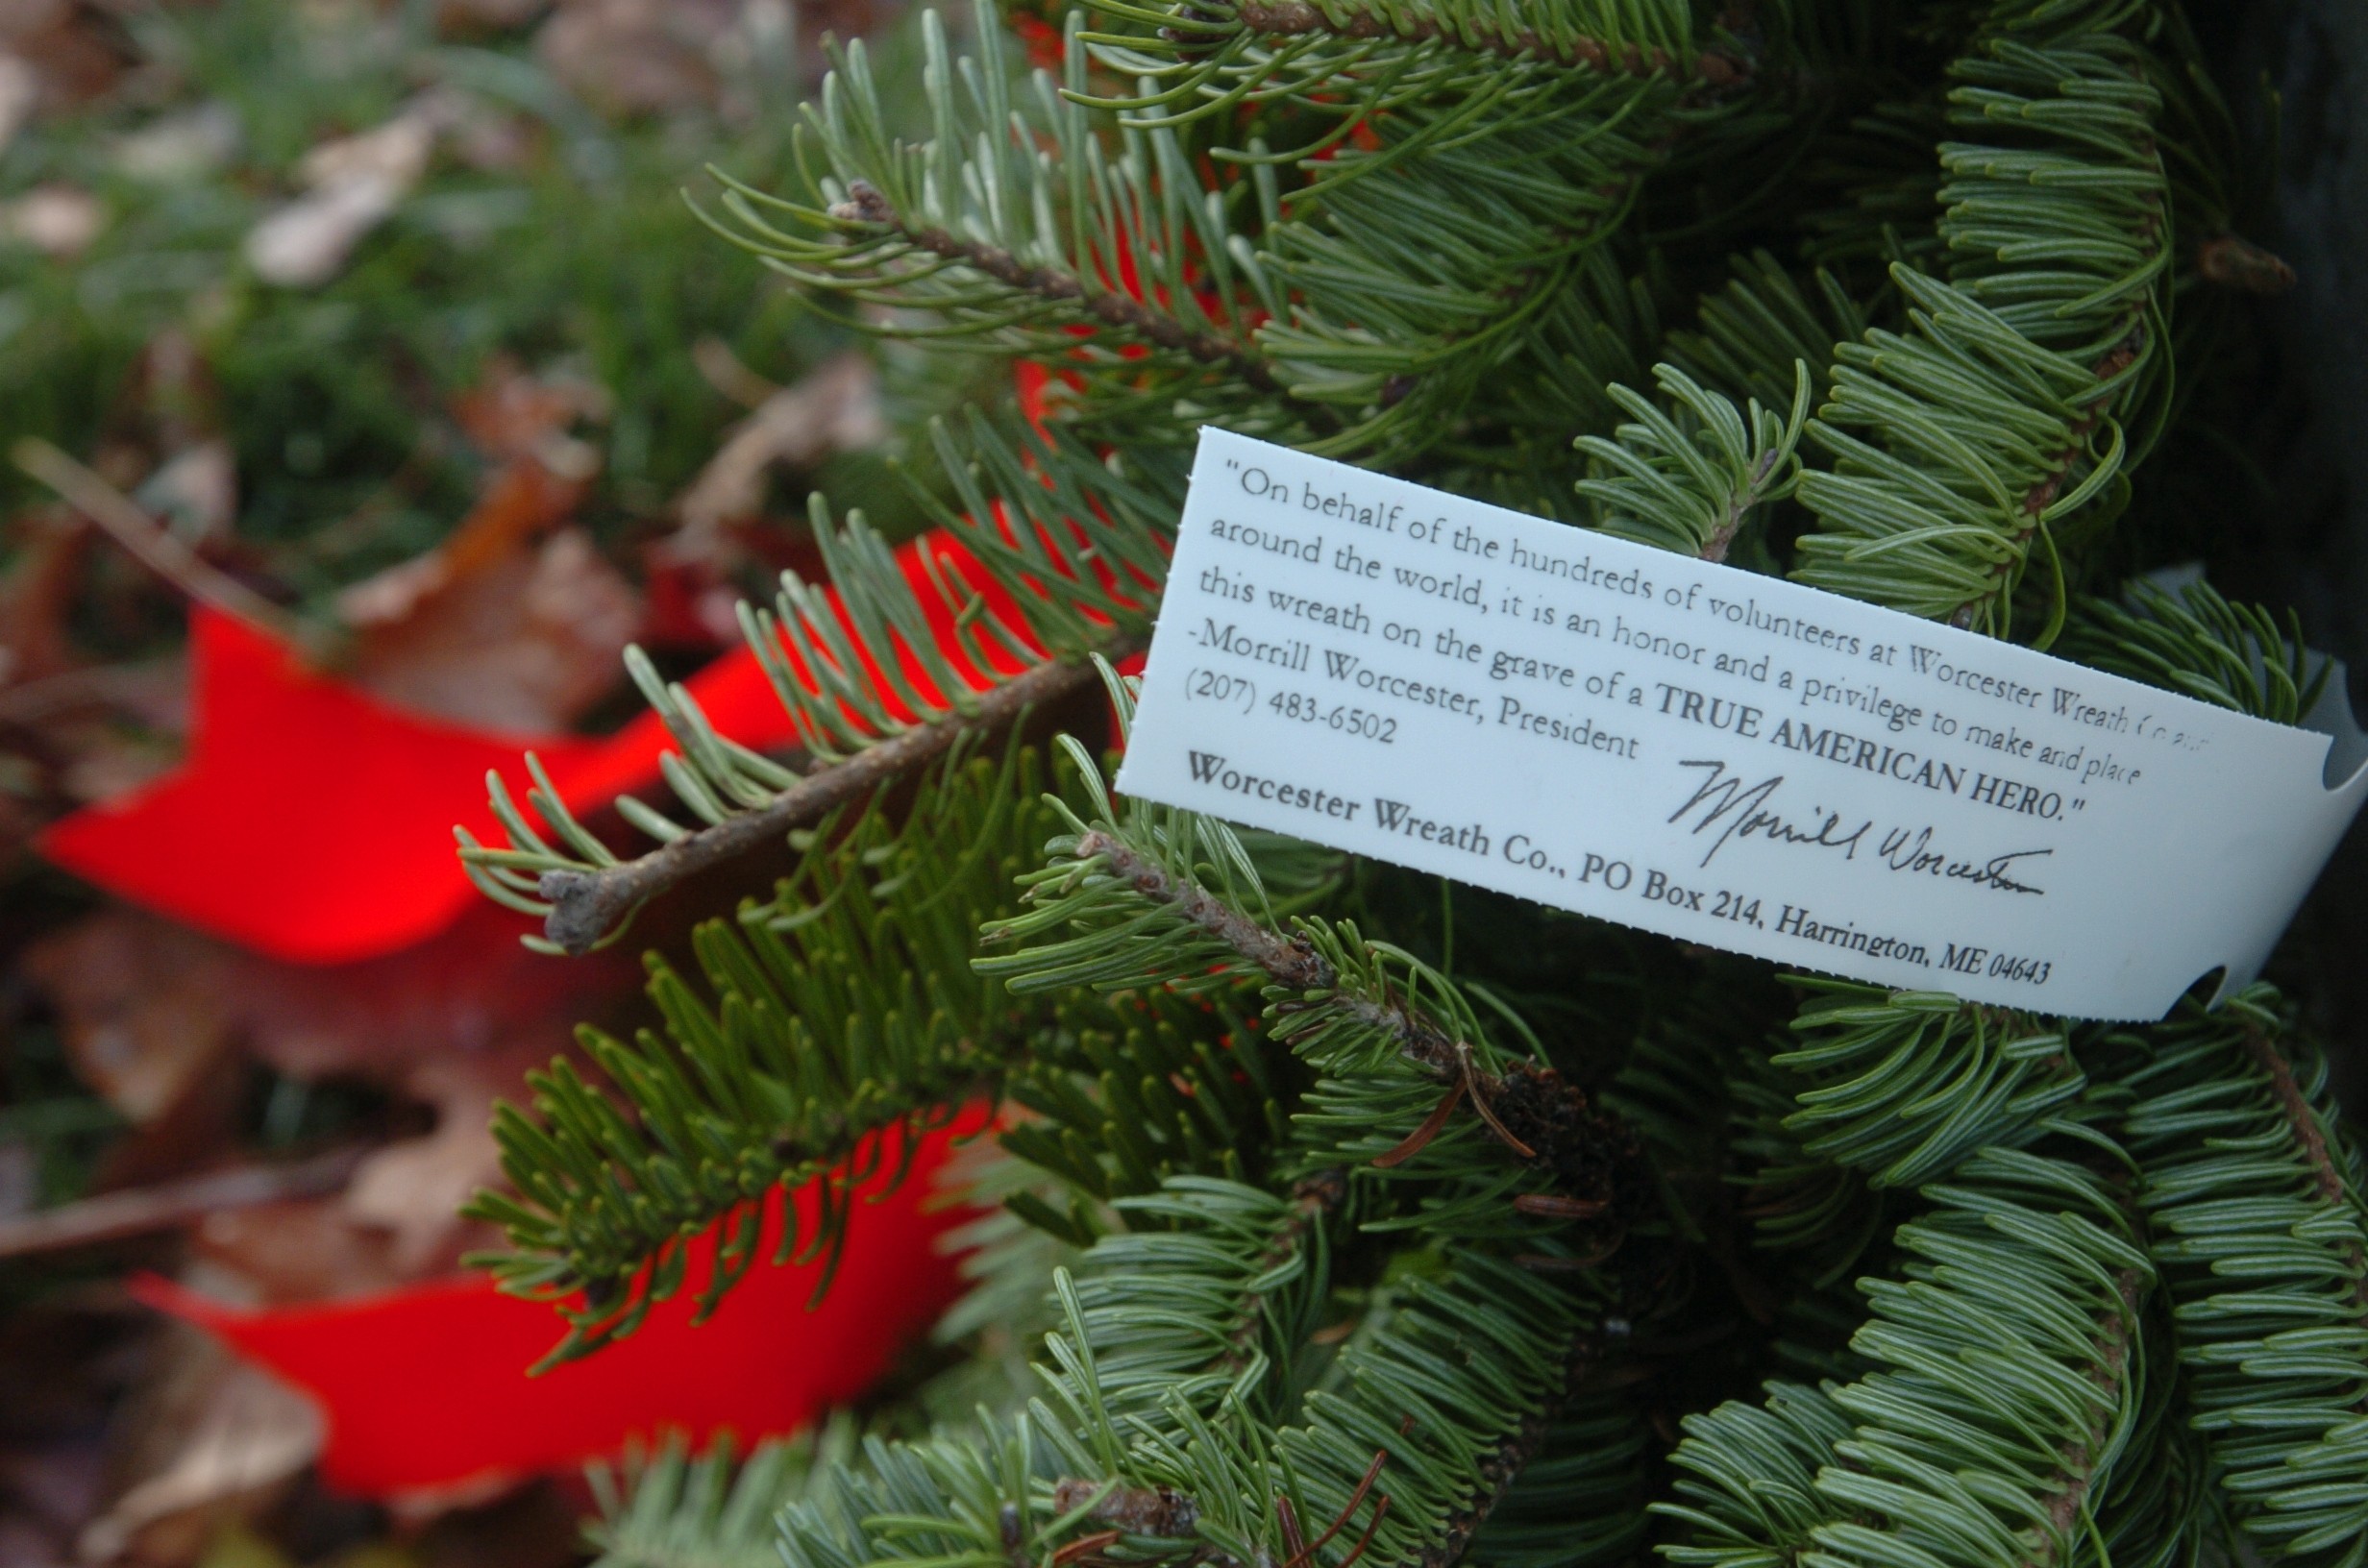 "On behalf of the hundreds of volunteers at Worcester Wreath Co and
around the world, it is an honor and a privilege to make and place
this wreath on the grave of a TRUE AMERICAN HERO."
-Morrill Worcester, President
(207) 483-6502
Morrill Worcester
Worcester Wreath Co., PO Box 214, Harrington, ME 04643